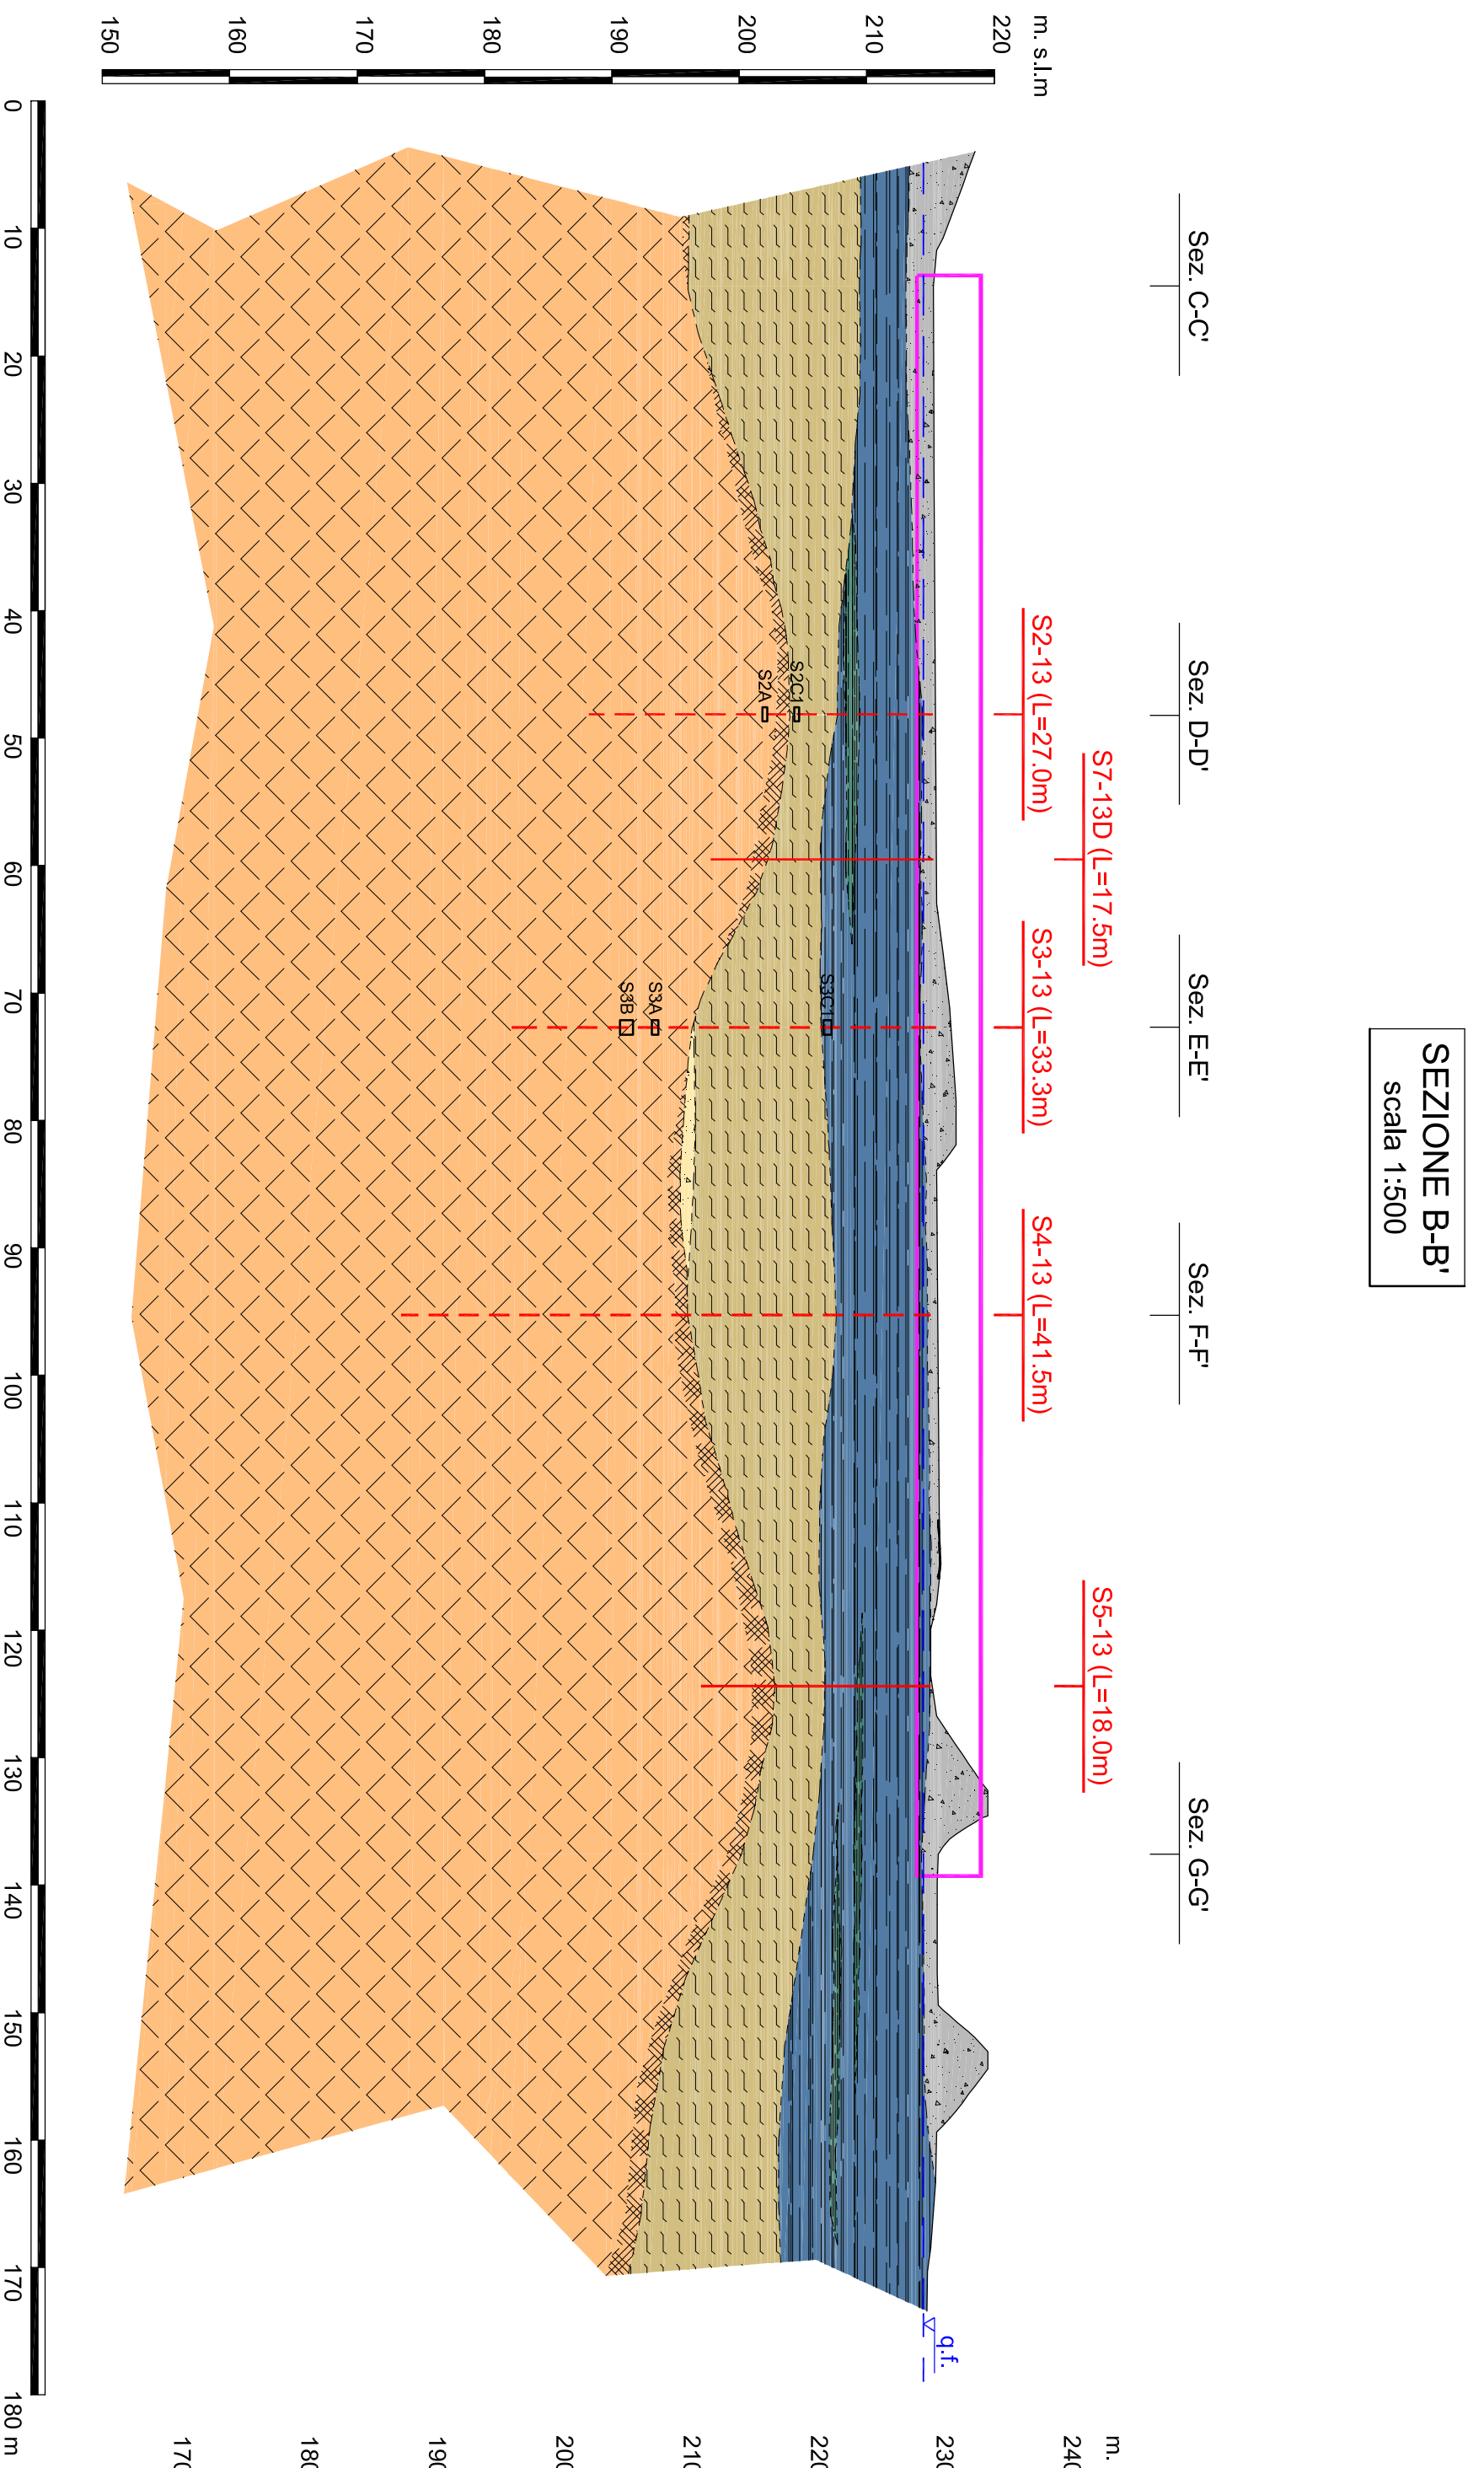 SEZIONE B-B'
scala 1:500
Sez. C-C'
Sez. D-D'
Sez. E-E'
Sez. F-F'
Sez. G-G'
S7-13D (L=17.5m)
S5-13 (L=18.0m)
S2-13 (L=27.0m)
S3-13 (L=33.3m)
S4-13 (L=41.5m)
m. s.l.m
220
210
200
190
180
170
160
150
q.f.
S2C1
S2A
S3C1
S3A
S3B
0 10 20 30 40 50 60 70 80 90 100 110 120 130 140 150 160 170 180 m
m.
240
230
220
210
200
190
180
170